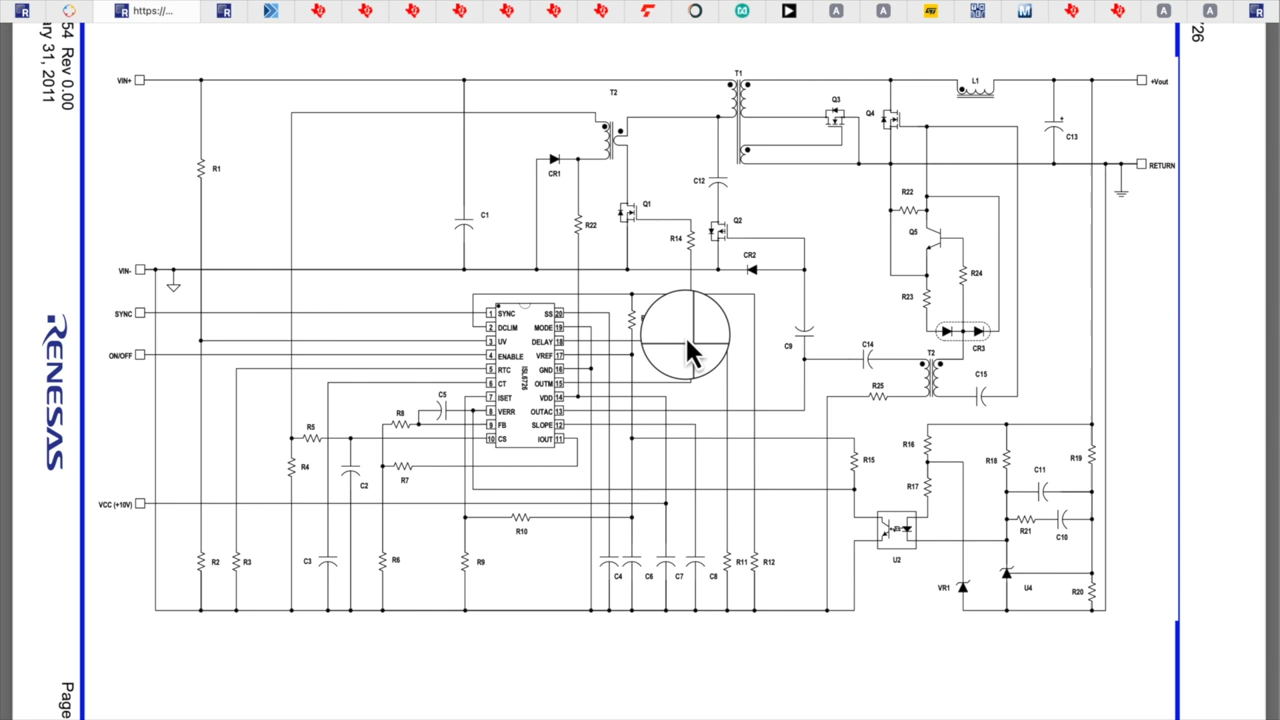 https://...
54 Rev 0.00
ary 31, 2011
RENESAS
Page
26
VIN+
T2
T1
L1
+Vout
Q3
Q4
C13
R1
CR1
C12
RETURN
R22
C1
R22
Q1
Q2
R14
Q5
R24
VIN-
CR2
R23
SYNC
1 SYNC SS 20
2 DCLIM MODE 19
3 UV DELAY 18
4 ENABLE VREF 17
5 RTC GND 16
6 CT OUTM 15
7 ISET VDD 14
8 VERR OUTAC 13
9 FB SLOPE 12
10 CS IOUT 11
ISL6726
ON/OFF
C9
C14
T2
CR3
C15
R25
C5
R8
R5
R4
C2
R7
R15
R16
R17
R18
R19
C11
VCC (+10V)
R10
R21
C10
U2
R2
R3
C3
R6
R9
C4
C6
C7
C8
R11
R12
VR1
U4
R20